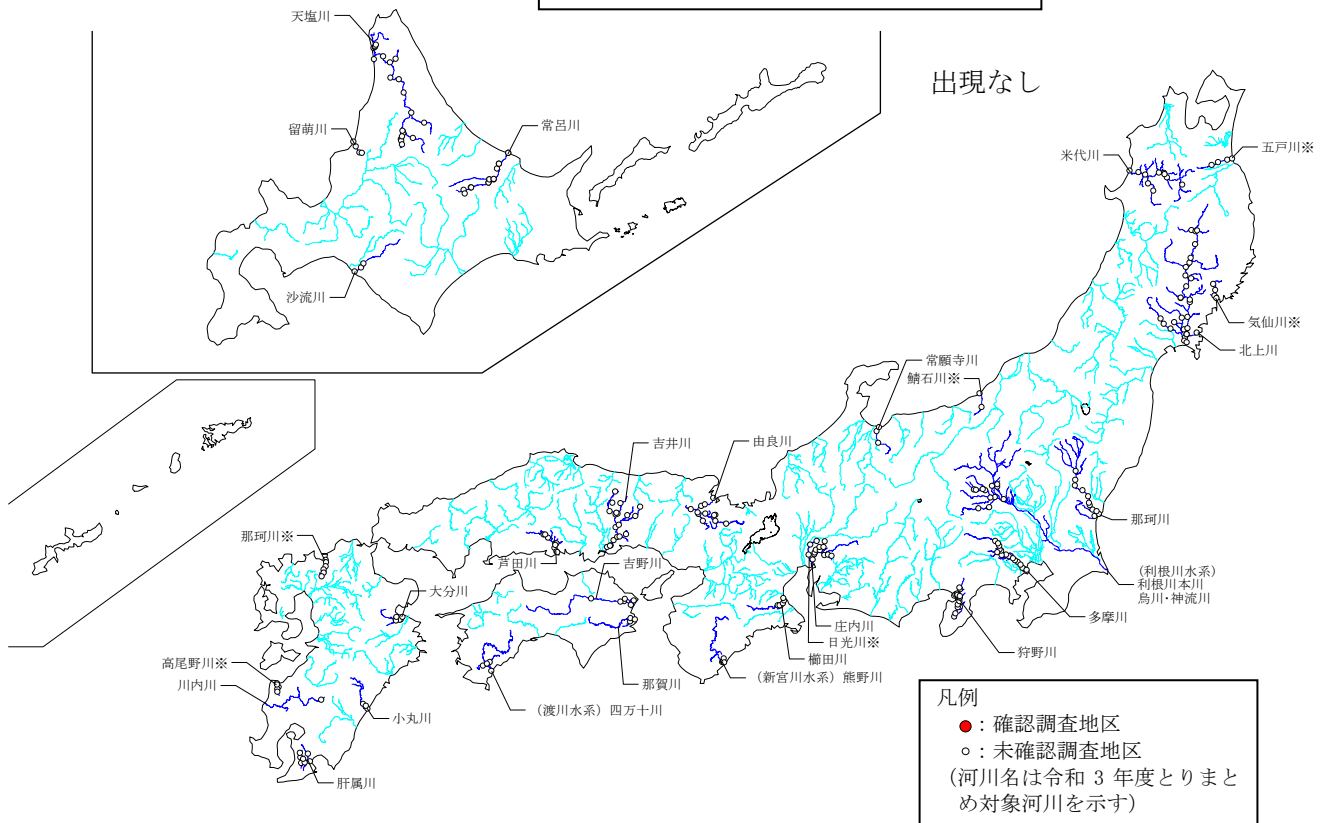 天塩川
出現なし
留萌川
常呂川
米代川
五戸川※
沙流川
気仙川※
北上川
常願寺川
鯖石川※
吉井川
由良川
那珂川
那珂川※
芦田川
吉野川
大分川
(利根川水系)
利根川本川
烏川・神流川
多摩川
庄内川
日光川※
狩野川
櫛田川
高尾野川※
川内川
那賀川
(新宮川水系) 熊野川
小丸川
(渡川水系) 四万十川
肝属川
凡例
●：確認調査地区
○：未確認調査地区
(河川名は令和 3 年度とりまと
め対象河川を示す)